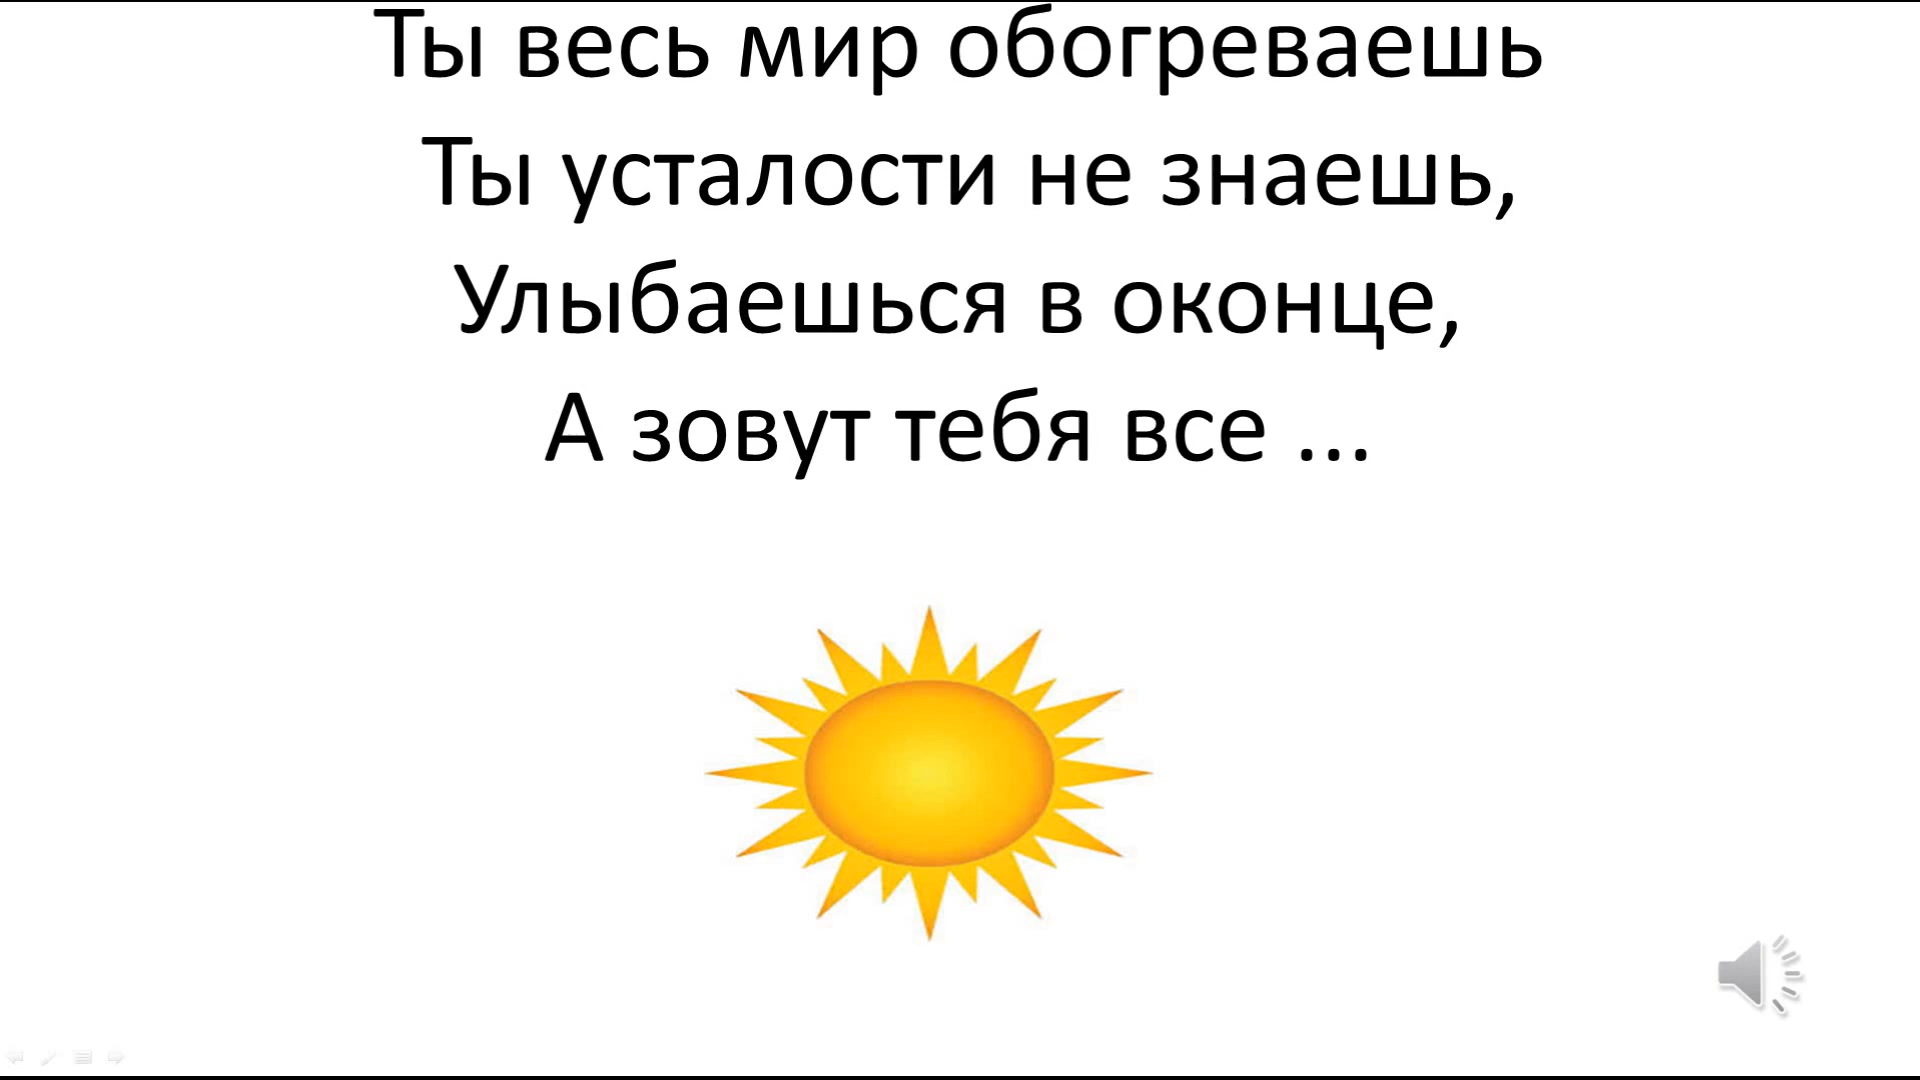 Ты весь мир обогреваешь
Ты усталости не знаешь,
Улыбаешься в оконце,
А зовут тебя все ...